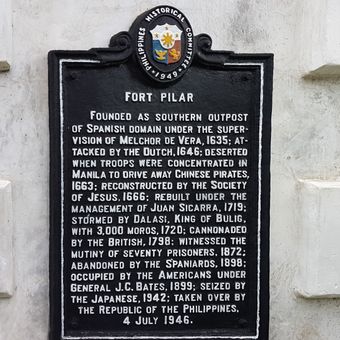 PHILIPPINES HISTORICAL COMMITTEE
1949
FORT PILAR
FOUNDED AS SOUTHERN OUTPOST
OF SPANISH DOMAIN UNDER THE SUPER-
VISION OF MELCHOR DE VERA, 1635; AT-
TACKED BY THE DUTCH, 1646; DESERTED
WHEN TROOPS WERE CONCENTRATED IN
MANILA TO DRIVE AWAY CHINESE PIRATES,
1663; RECONSTRUCTED BY THE SOCIETY
OF JESUS, 1666; REBUILT UNDER THE
MANAGEMENT OF JUAN SICARRA, 1719;
STORMED BY DALASI, KING OF BULIG,
WITH 3,000 MOROS, 1720; CANNONADED
BY THE BRITISH, 1798; WITNESSED THE
MUTINY OF SEVENTY PRISONERS, 1872;
ABANDONED BY THE SPANIARDS, 1898;
OCCUPIED BY THE AMERICANS UNDER
GENERAL J.C. BATES, 1899; SEIZED BY
THE JAPANESE, 1942; TAKEN OVER BY
THE REPUBLIC OF THE PHILIPPINES,
4 JULY 1946.